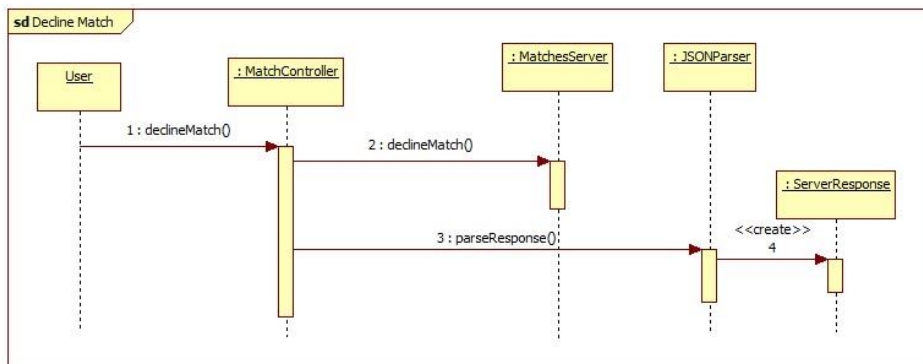 sd Decline Match
User
: MatchController
: MatchesServer
: JSONParser
1 : declineMatch()
2 : declineMatch()
: ServerResponse
3 : parseResponse()
<<create>>
4